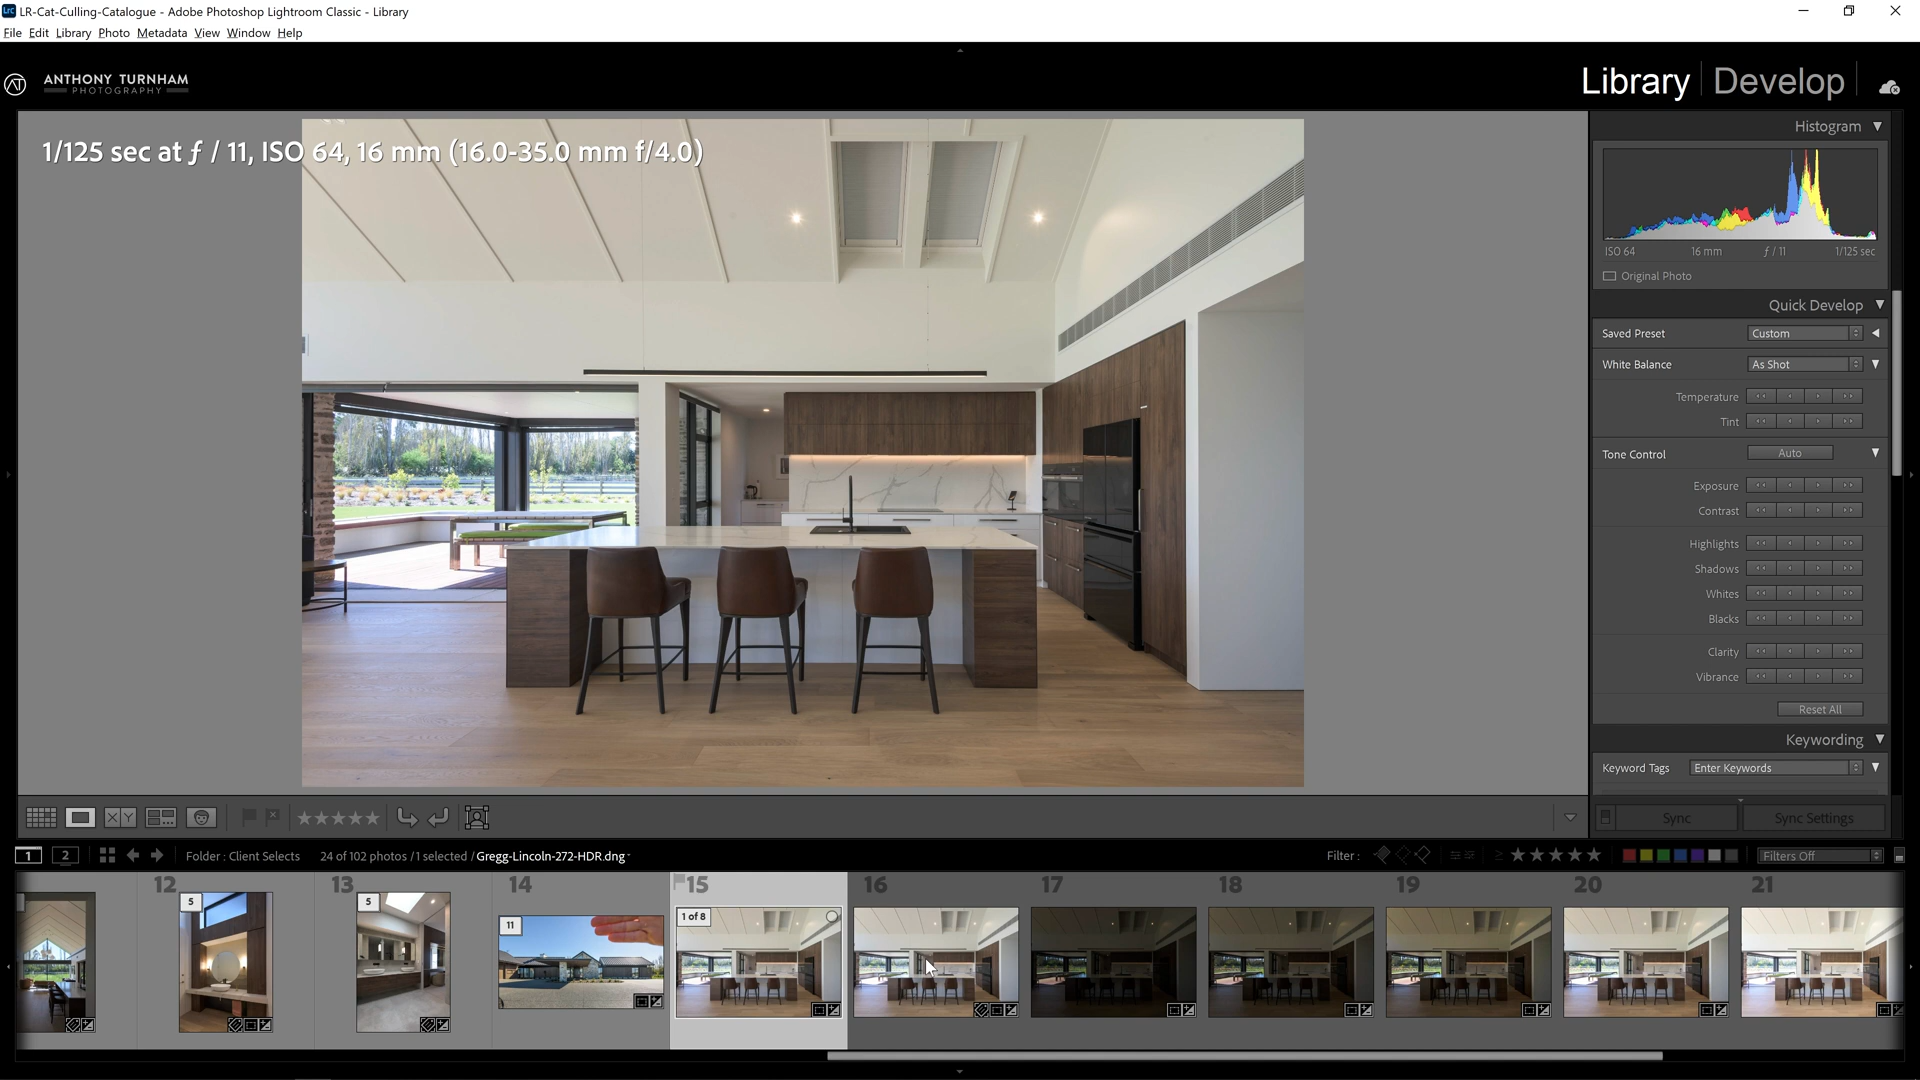 LR-Cat-Culling-Catalogue - Adobe Photoshop Lightroom Classic - Library
File Edit Library Photo Metadata View Window Help
ANTHONY TURNHAM
PHOTOGRAPHY
Library Develop
1/125 sec at ƒ / 11, ISO 64, 16 mm (16.0-35.0 mm f/4.0)
Histogram
ISO 64 16 mm ƒ / 11 1/125 sec
Original Photo
Quick Develop
Saved Preset Custom
White Balance As Shot
Temperature
Tint
Tone Control Auto
Exposure
Contrast
Highlights
Shadows
Whites
Blacks
Clarity
Vibrance
Reset All
Keywording
Keyword Tags Enter Keywords
Sync Sync Settings
1 2 Folder : Client Selects 24 of 102 photos / 1 selected / Gregg-Lincoln-272-HDR.dng
Filter : Filters Off
12 13 14 15 16 17 18 19 20 21
5 5 11 1 of 8